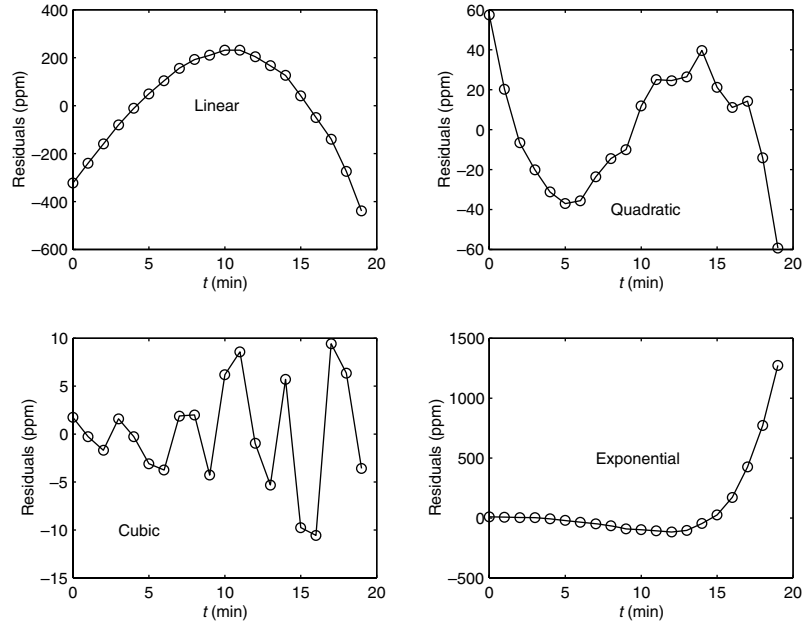 400
200
0
−200
−400
−600
Residuals (ppm)
Linear
0 5 10 15 20
t (min)
60
40
20
0
−20
−40
−60
Residuals (ppm)
Quadratic
0 5 10 15 20
t (min)
10
5
0
−5
−10
−15
Residuals (ppm)
Cubic
0 5 10 15 20
t (min)
1500
1000
500
0
−500
Residuals (ppm)
Exponential
0 5 10 15 20
t (min)